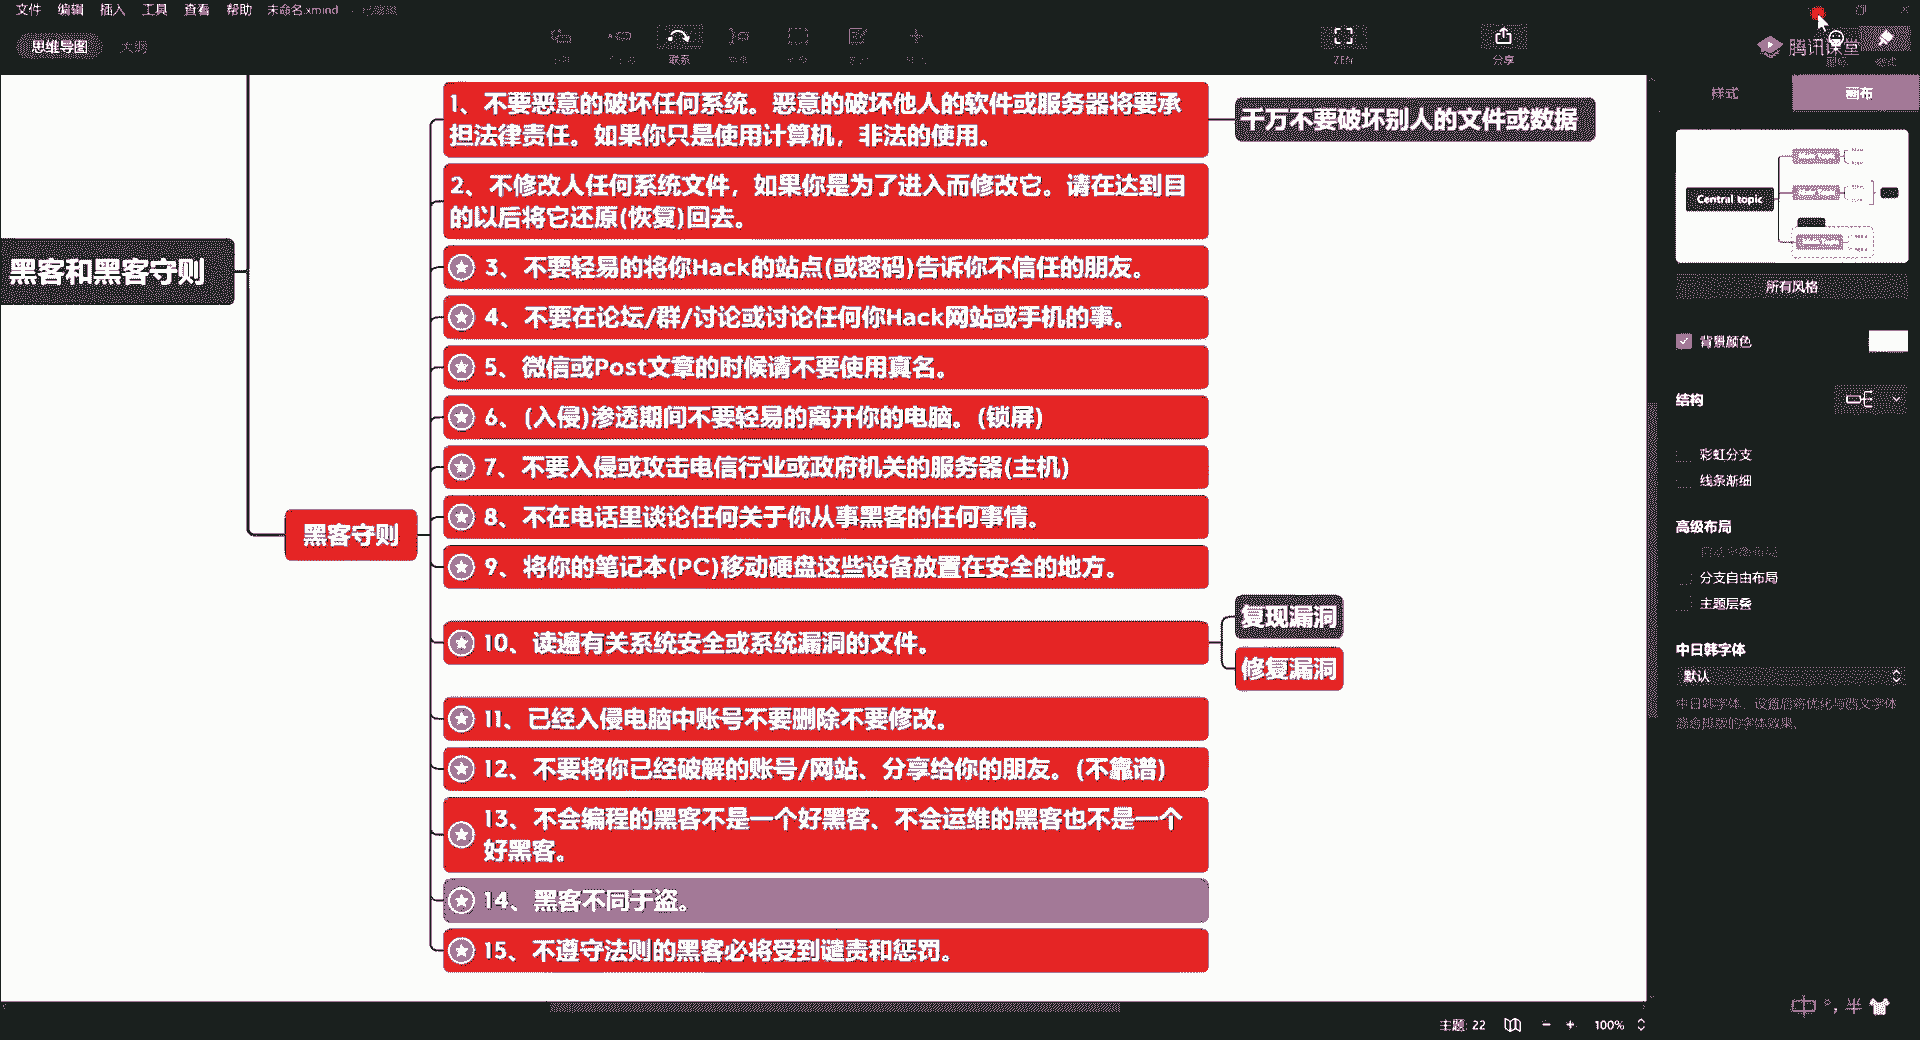 文件 编辑 插入 工具 查看 帮助 未命名.xmind
思维导图 大纲
联系
ZEN
分享
腾讯课堂
样式 画布
1、不要恶意的破坏任何系统。恶意的破坏他人的软件或服务器将要承
担法律责任。如果你只是使用计算机，非法的使用。
千万不要破坏别人的文件或数据
2、不修改人任何系统文件，如果你是为了进入而修改它。请在达到目
的以后将它还原(恢复)回去。
黑客和黑客守则
3、不要轻易的将你Hack的站点(或密码)告诉你不信任的朋友。
4、不要在论坛/群/讨论或讨论任何你Hack网站或手机的事。
5、微信或Post文章的时候请不要使用真名。
6、(入侵)渗透期间不要轻易的离开你的电脑。(锁屏)
7、不要入侵或攻击电信行业或政府机关的服务器(主机)
黑客守则
8、不在电话里谈论任何关于你从事黑客的任何事情。
9、将你的笔记本(PC)移动硬盘这些设备放置在安全的地方。
10、读遍有关系统安全或系统漏洞的文件。
复现漏洞
修复漏洞
11、已经入侵电脑中账号不要删除不要修改。
12、不要将你已经破解的账号/网站、分享给你的朋友。(不靠谱)
13、不会编程的黑客不是一个好黑客、不会运维的黑客也不是一个
好黑客。
14、黑客不同于盗。
15、不遵守法则的黑客必将受到谴责和惩罚。
Central topic
所有风格
背景颜色
结构
彩虹分支
线条渐细
高级布局
分支自由布局
主题层叠
中日韩字体
默认
中日韩字体，设置后将优化与西文字体
混合排版的字体效果。
中 °, 半
主题: 22 − + 100%